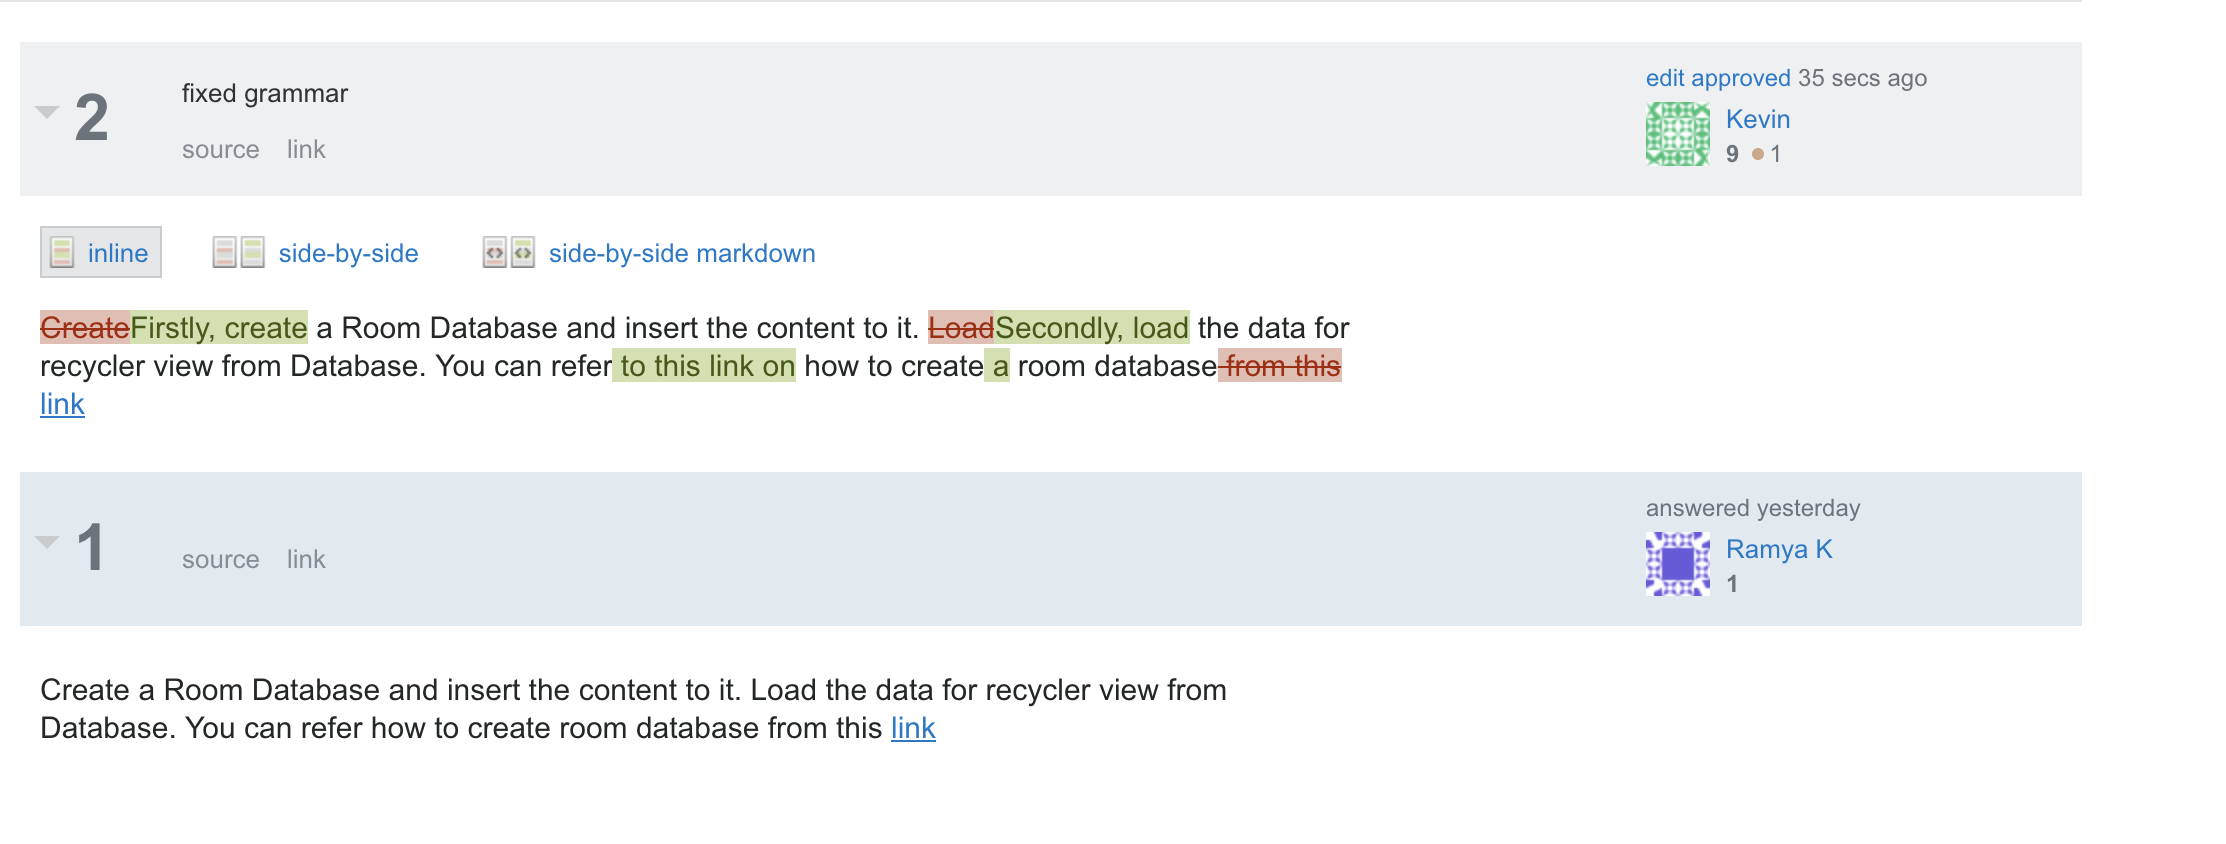 2
fixed grammar
source link
edit approved 35 secs ago
Kevin
9 1
inline side-by-side side-by-side markdown
CreateFirstly, create a Room Database and insert the content to it. LoadSecondly, load the data for
recycler view from Database. You can refer to this link on how to create a room database from this
link
1
source link
answered yesterday
Ramya K
1
Create a Room Database and insert the content to it. Load the data for recycler view from
Database. You can refer how to create room database from this link